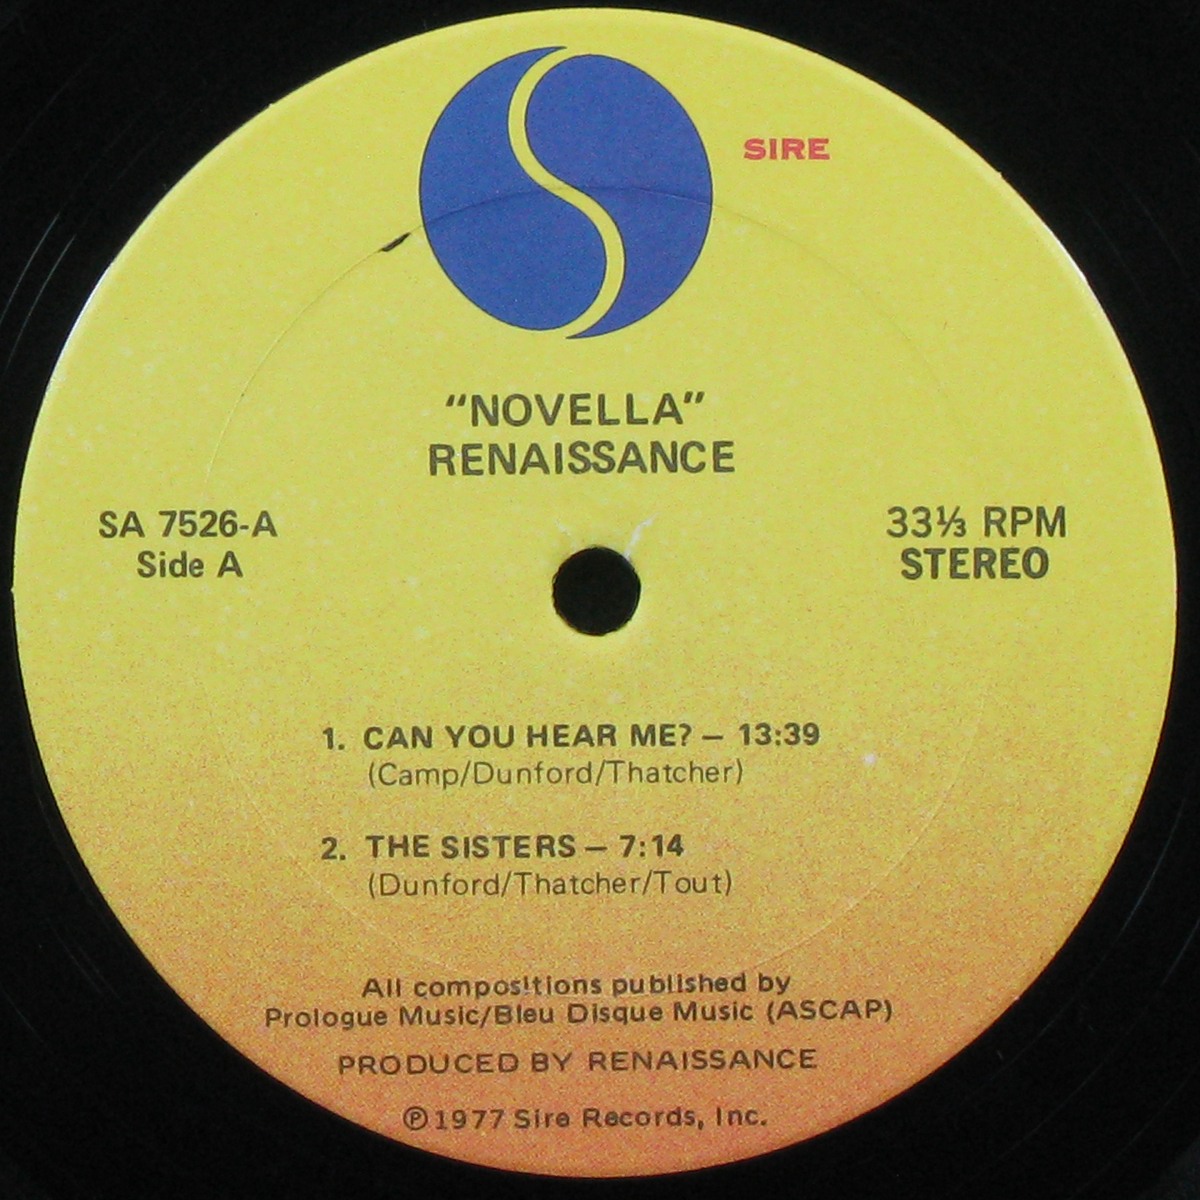 SIRE
"NOVELLA"
RENAISSANCE
SA 7526-A
Side A
33⅓ RPM
STEREO
1. CAN YOU HEAR ME? – 13:39
(Camp/Dunford/Thatcher)
2. THE SISTERS – 7:14
(Dunford/Thatcher/Tout)
All compositions published by
Prologue Music/Bleu Disque Music (ASCAP)
PRODUCED BY RENAISSANCE
℗1977 Sire Records, Inc.